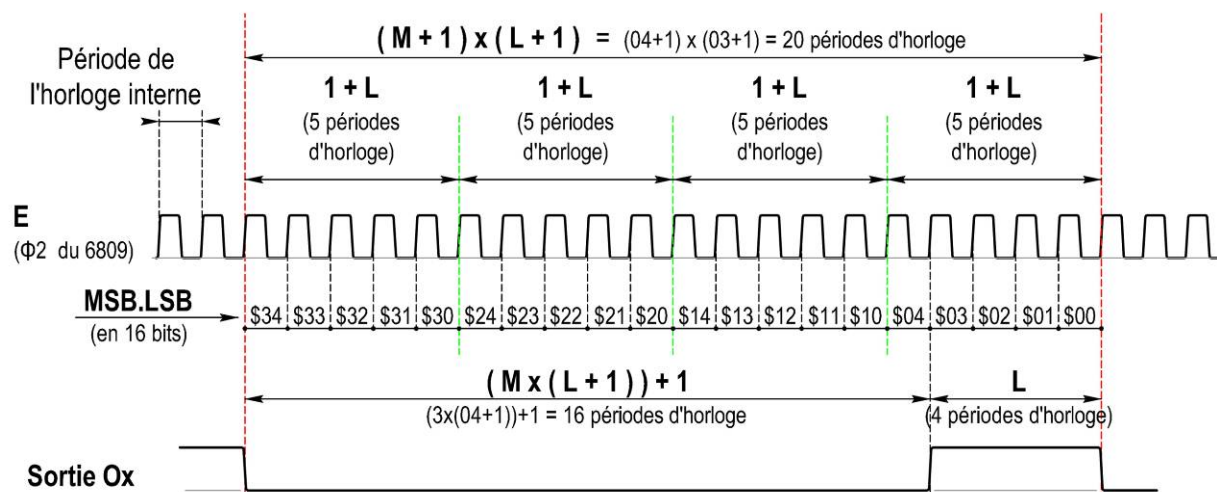 ( M + 1 ) x ( L + 1 ) = (04+1) x (03+1) = 20 périodes d'horloge
Période de
l'horloge interne
1 + L 1 + L 1 + L 1 + L
(5 périodes (5 périodes (5 périodes (5 périodes
d'horloge) d'horloge) d'horloge) d'horloge)
E
(Φ2 du 6809)
MSB.LSB
(en 16 bits)
$34 $33 $32 $31 $30 $24 $23 $22 $21 $20 $14 $13 $12 $11 $10 $04 $03 $02 $01 $00
( M x ( L + 1 ) ) + 1 L
(3x(04+1))+1 = 16 périodes d'horloge (4 périodes d'horloge)
Sortie Ox